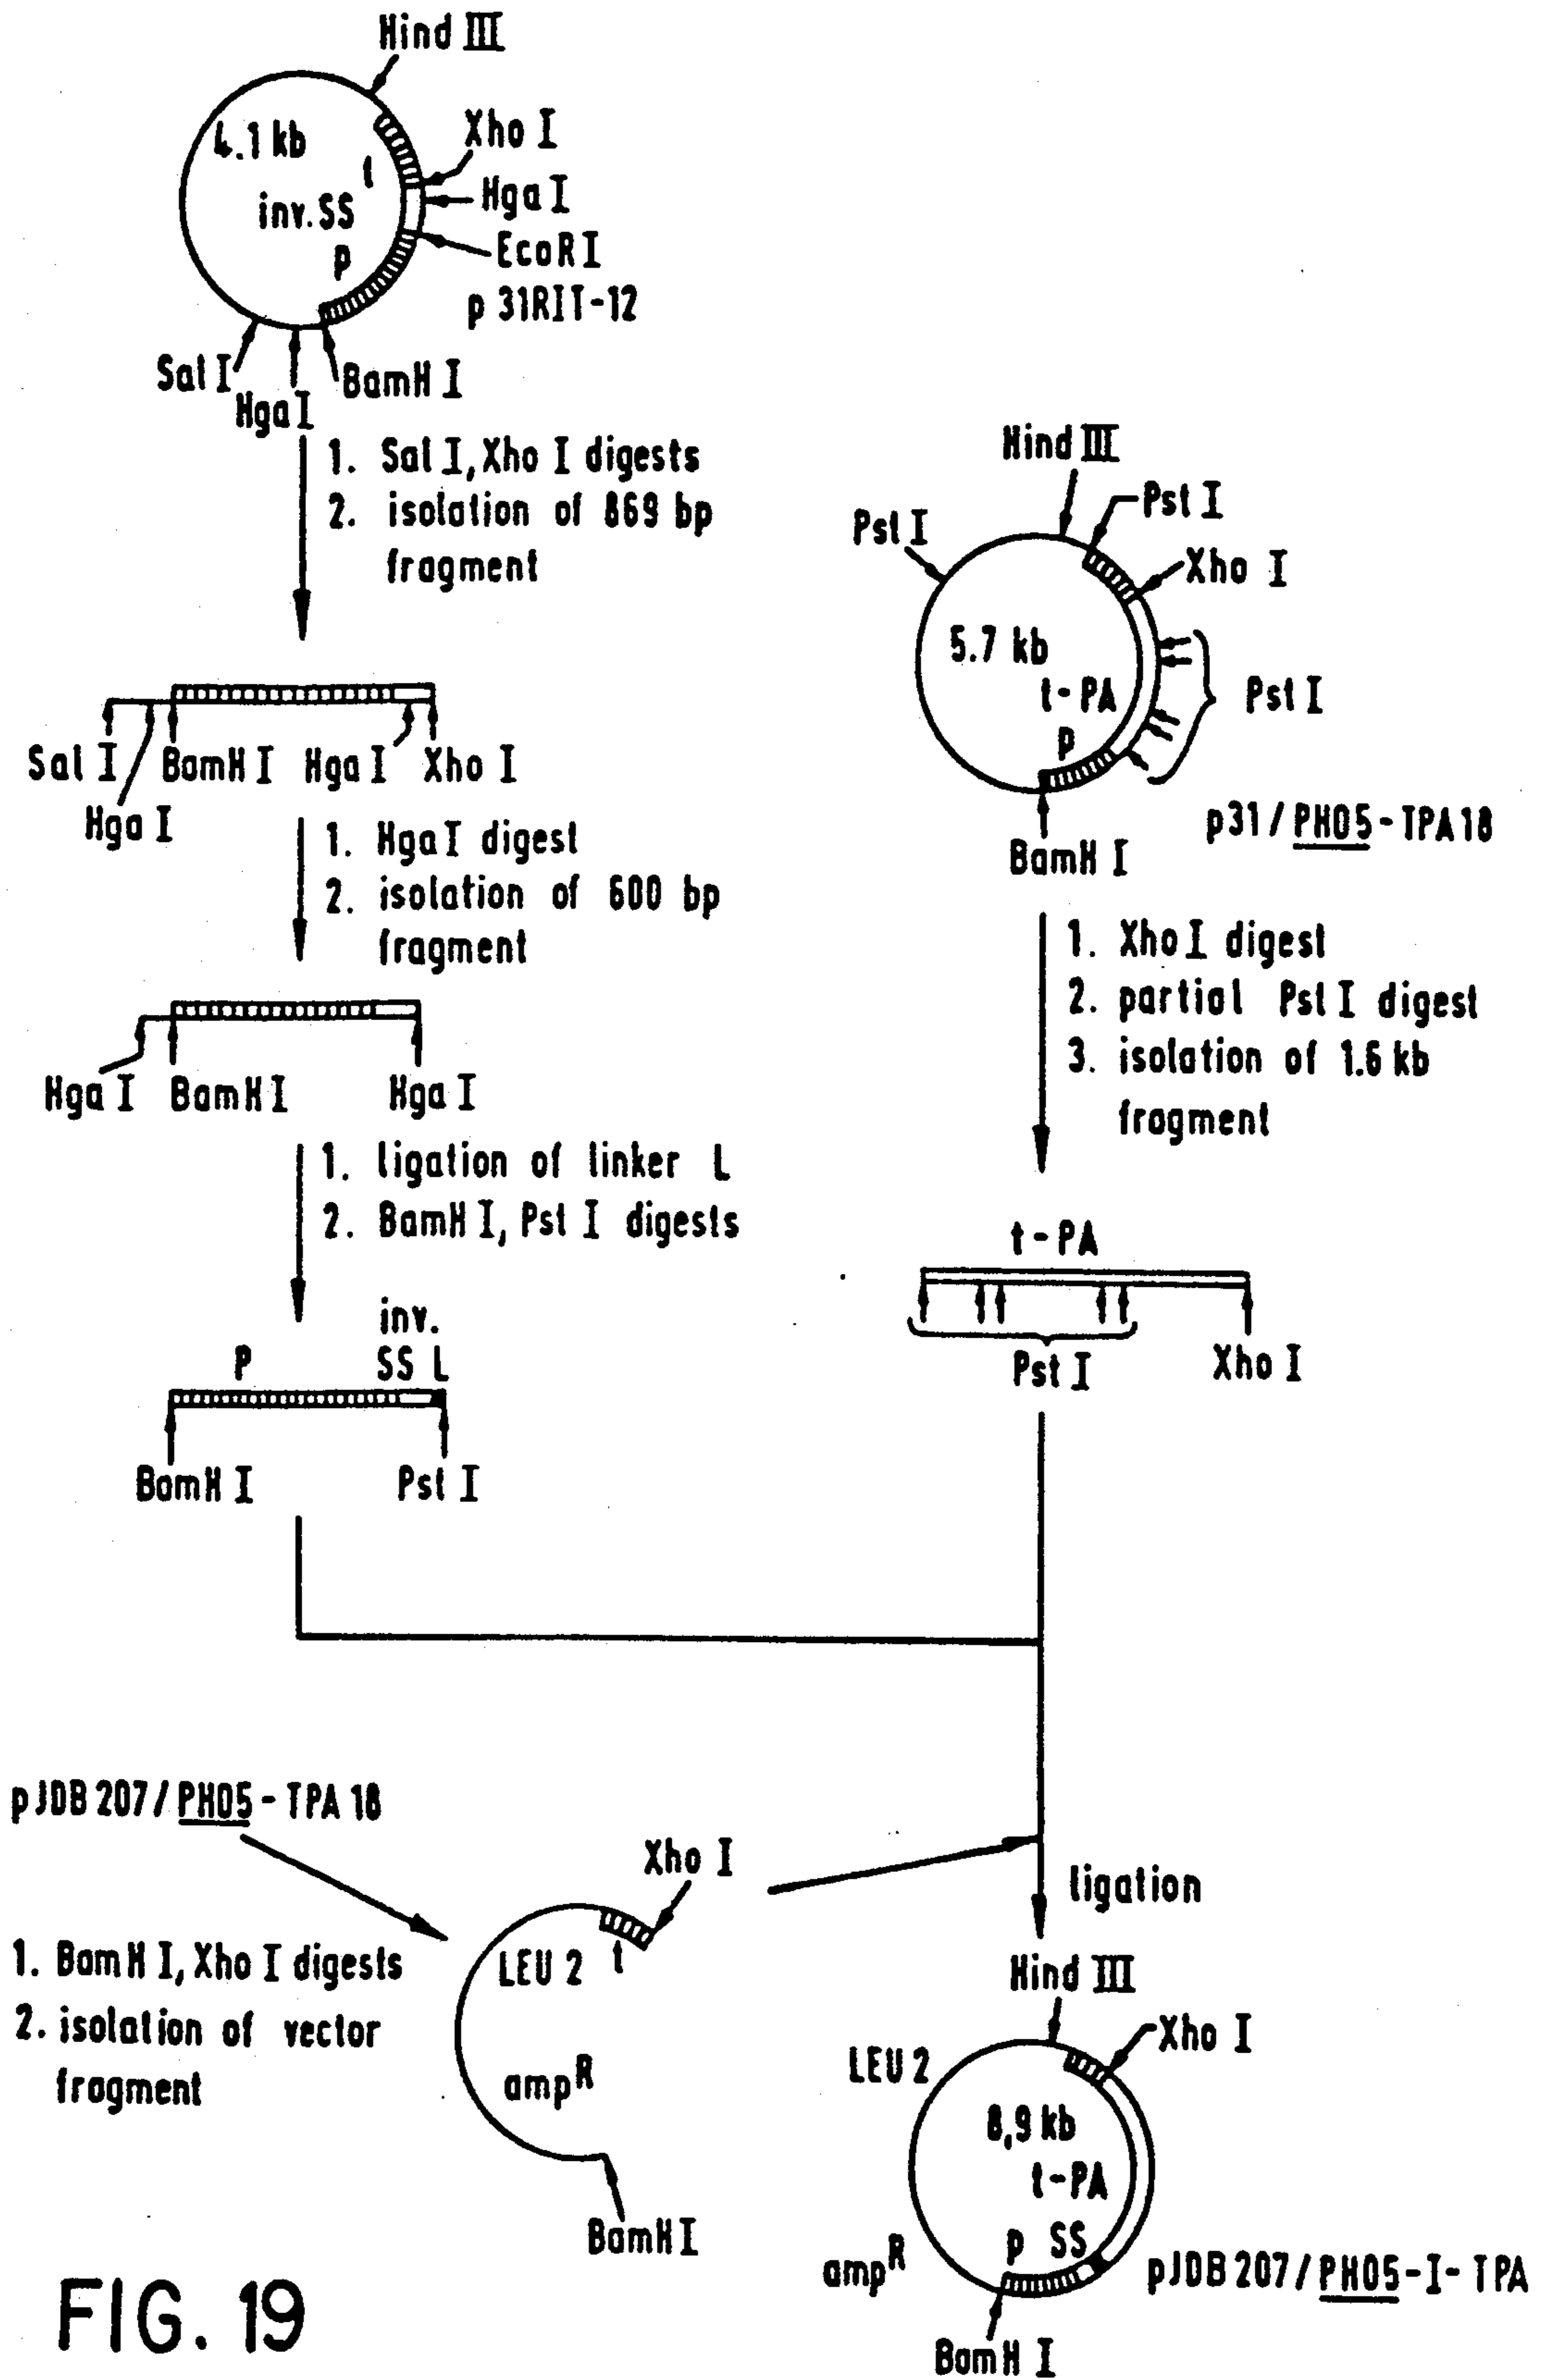 Hind III
4.1 kb
Xho I
t
Hga I
inv. SS
EcoR I
p
p 31RIT-12
Sal I
BamH I
Hga I
1. Sal I, Xho I digests
2. isolation of 869 bp
fragment
Sal I
BamH I
Hga I
Xho I
Hga I
1. Hga I digest
2. isolation of 600 bp
fragment
Hga I
BamH I
Hga I
1. ligation of linker L
2. BamH I, Pst I digests
inv.
P
SS L
BamH I
Pst I
Hind III
Pst I
Pst I
Xho I
5.7 kb
t-PA
Pst I
p
p31/PHO5-TPA18
BamH I
1. Xho I digest
2. partial Pst I digest
3. isolation of 1.6 kb
fragment
t-PA
Pst I
Xho I
pJDB207/PHO5-TPA 18
Xho I
ligation
1. BamH I, Xho I digests
2. isolation of vector
fragment
LEU 2
t
amp R
BamH I
Hind III
Xho I
LEU 2
8,9 kb
t-PA
p SS
amp R
pJDB207/PHO5-I-TPA
BamH I
FIG. 19